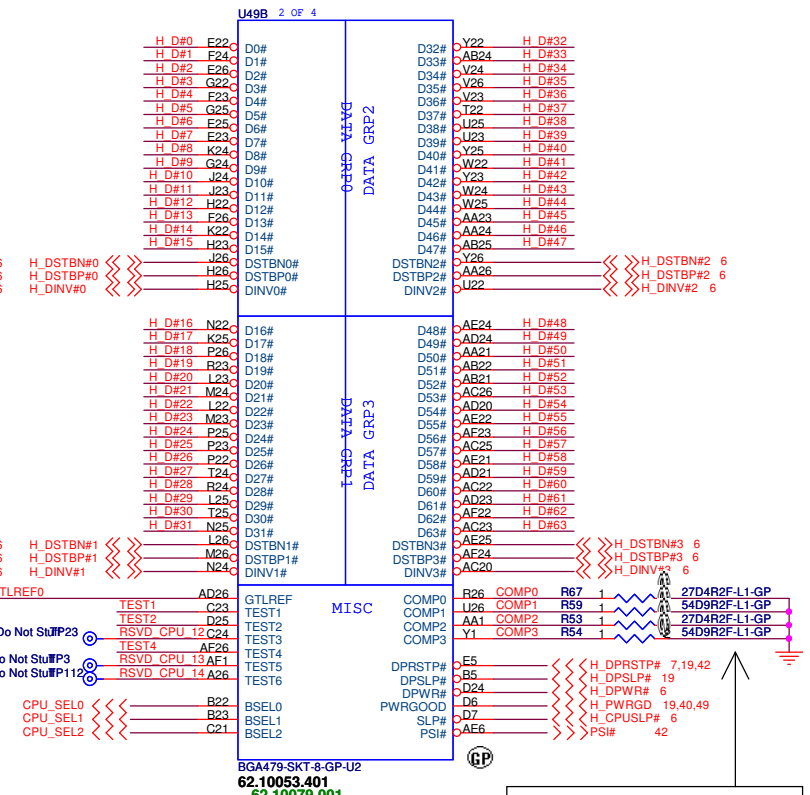 U49B 2 OF 4
H_D#0 E22 D0# D32# Y22 H_D#32
H_D#1 F24 D1# D33# AB24 H_D#33
H_D#2 E26 D2# D34# V24 H_D#34
H_D#3 G22 D3# D35# V26 H_D#35
H_D#4 F23 D4# D36# V23 H_D#36
H_D#5 G25 D5# D37# T22 H_D#37
H_D#6 E25 D6# D38# U25 H_D#38
H_D#7 E23 D7# D39# U23 H_D#39
H_D#8 K24 D8# D40# Y25 H_D#40
H_D#9 G24 D9# D41# W22 H_D#41
H_D#10 J24 D10# D42# Y23 H_D#42
H_D#11 J23 D11# D43# W24 H_D#43
H_D#12 H22 D12# D44# W25 H_D#44
H_D#13 F26 D13# D45# AA23 H_D#45
H_D#14 K22 D14# D46# AA24 H_D#46
H_D#15 H23 D15# D47# AB25 H_D#47
H_DSTBN#0 J26 DSTBN0# DSTBN2# Y26 H_DSTBN#2 6
H_DSTBP#0 H26 DSTBP0# DSTBP2# AA26 H_DSTBP#2 6
H_DINV#0 H25 DINV0# DINV2# U22 H_DINV#2 6
DATA GRP0
DATA GRP2
H_D#16 N22 D16# D48# AE24 H_D#48
H_D#17 K25 D17# D49# AD24 H_D#49
H_D#18 P26 D18# D50# AA21 H_D#50
H_D#19 R23 D19# D51# AB22 H_D#51
H_D#20 L23 D20# D52# AB21 H_D#52
H_D#21 M24 D21# D53# AC26 H_D#53
H_D#22 L22 D22# D54# AD20 H_D#54
H_D#23 M23 D23# D55# AE22 H_D#55
H_D#24 P25 D24# D56# AF23 H_D#56
H_D#25 P23 D25# D57# AC25 H_D#57
H_D#26 P22 D26# D58# AE21 H_D#58
H_D#27 T24 D27# D59# AD21 H_D#59
H_D#28 R24 D28# D60# AC22 H_D#60
H_D#29 L25 D29# D61# AD23 H_D#61
H_D#30 T25 D30# D62# AF22 H_D#62
H_D#31 N25 D31# D63# AC23 H_D#63
H_DSTBN#1 L26 DSTBN1# DSTBN3# AE25 H_DSTBN#3 6
H_DSTBP#1 M26 DSTBP1# DSTBP3# AF24 H_DSTBP#3 6
H_DINV#1 N24 DINV1# DINV3# AC20 H_DINV#3 6
DATA GRP1
DATA GRP3
TLREF0 AD26 GTLREF MISC COMP0 R26 COMP0 R67 1 27D4R2F-L1-GP
TEST1 C23 TEST1 COMP1 U26 COMP1 R59 1 54D9R2F-L1-GP
TEST2 D25 TEST2 COMP2 AA1 COMP2 R53 1 27D4R2F-L1-GP
Do Not Stuff TP23 RSVD_CPU_12 C24 TEST3 COMP3 Y1 COMP3 R54 1 54D9R2F-L1-GP
TEST4 AF26 TEST4
Do Not Stuff TP3 RSVD_CPU_13 AF1 TEST5 DPRSTP# E5 H_DPRSTP# 7,19,42
Do Not Stuff TP112 RSVD_CPU_14 A26 TEST6 DPSLP# B5 H_DPSLP# 19
DPWR# D24 H_DPWR# 6
CPU_SEL0 B22 BSEL0 PWRGOOD D6 H_PWRGD 19,40,49
CPU_SEL1 B23 BSEL1 SLP# D7 H_CPUSLP# 6
CPU_SEL2 C21 BSEL2 PSI# AE6 PSI# 42
GP
BGA479-SKT-8-GP-U2
62.10053.401
62.10079.001